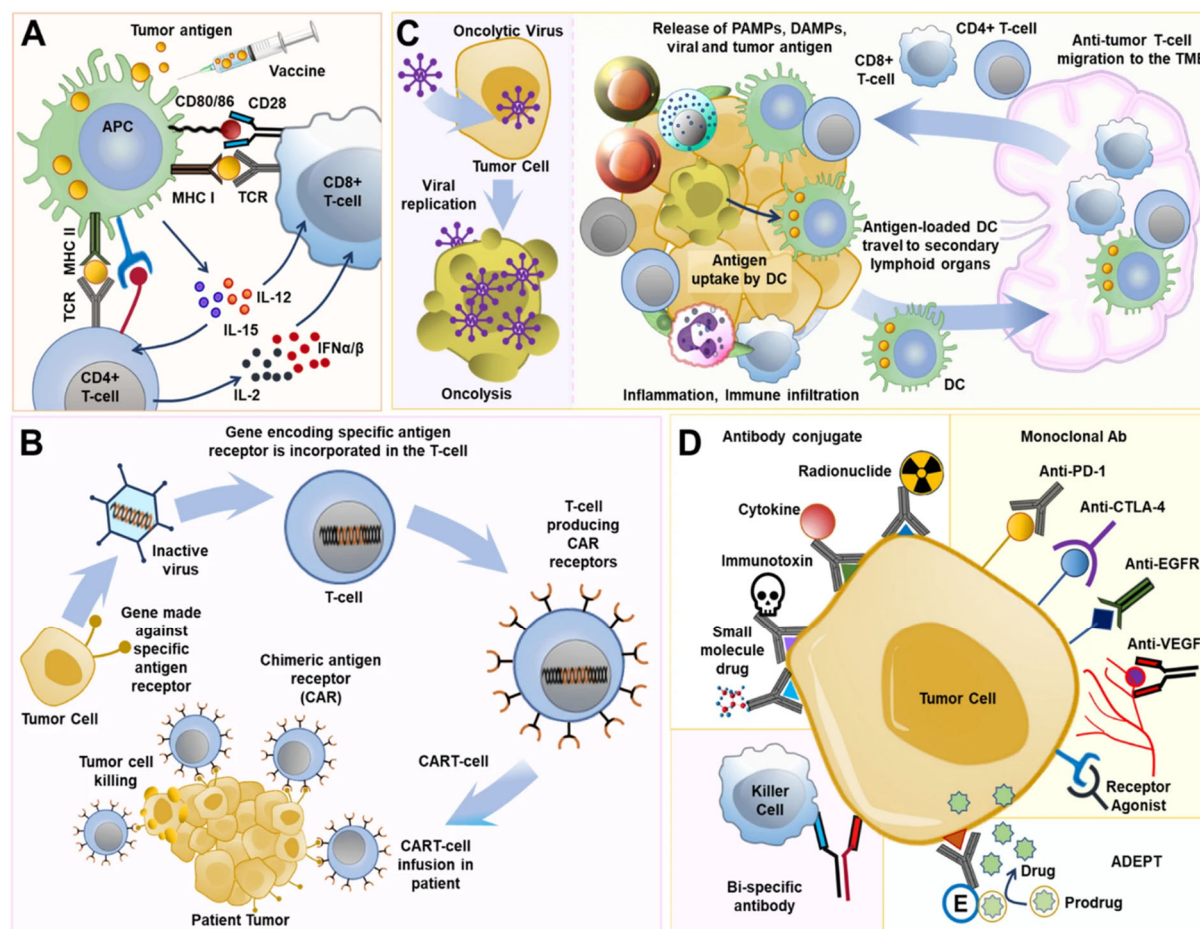 A
Tumor antigen
Vaccine
CD80/86
CD28
APC
MHC I
TCR
CD8+
T-cell
MHC II
TCR
IL-12
IL-15
IFNα/β
IL-2
CD4+
T-cell
C
Oncolytic Virus
Tumor Cell
Viral
replication
Oncolysis
Release of PAMPs, DAMPs,
viral and tumor antigen
CD4+ T-cell
CD8+
T-cell
Anti-tumor T-cell
migration to the TME
Antigen
uptake by DC
Antigen-loaded DC
travel to secondary
lymphoid organs
DC
Inflammation, Immune infiltration
B
Gene encoding specific antigen
receptor is incorporated in the T-cell
Inactive
virus
T-cell
T-cell
producing
CAR
receptors
Gene made
against
specific
antigen
receptor
Tumor Cell
Chimeric antigen
receptor
(CAR)
Tumor cell
killing
CART-cell
CART-cell
infusion in
patient
Patient Tumor
D
Antibody conjugate
Radionuclide
Cytokine
Immunotoxin
Small
molecule
drug
Monoclonal Ab
Anti-PD-1
Anti-CTLA-4
Anti-EGFR
Anti-VEGF
Tumor Cell
Receptor
Agonist
Killer
Cell
Bi-specific
antibody
ADEPT
Drug
Prodrug
E